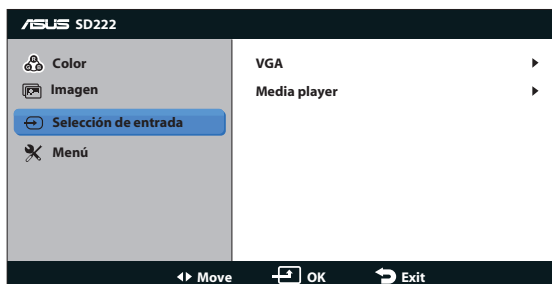 ASUS SD222
Color
Imagen
Selección de entrada
Menú
VGA
Media player
Move OK Exit